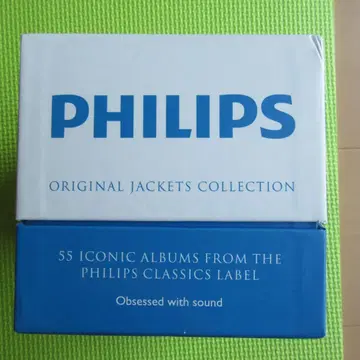 PHILIPS
ORIGINAL JACKETS COLLECTION
55 ICONIC ALBUMS FROM THE
PHILIPS CLASSICS LABEL
Obsessed with sound